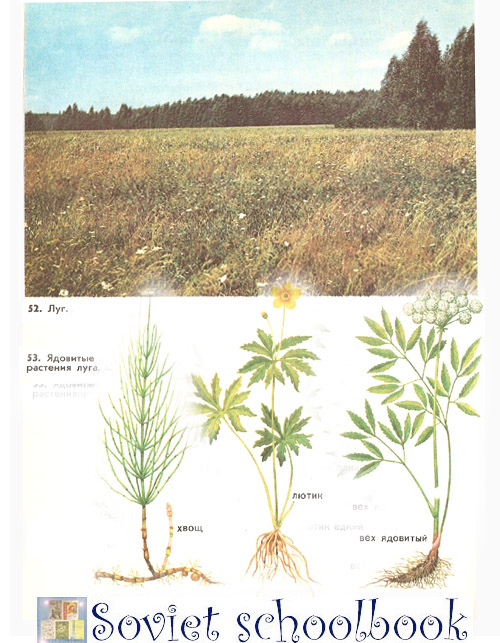 52. Луг.
53. Ядовитые
растения луга.
хвощ
лютик
вех ядовитый
Soviet schoolbook